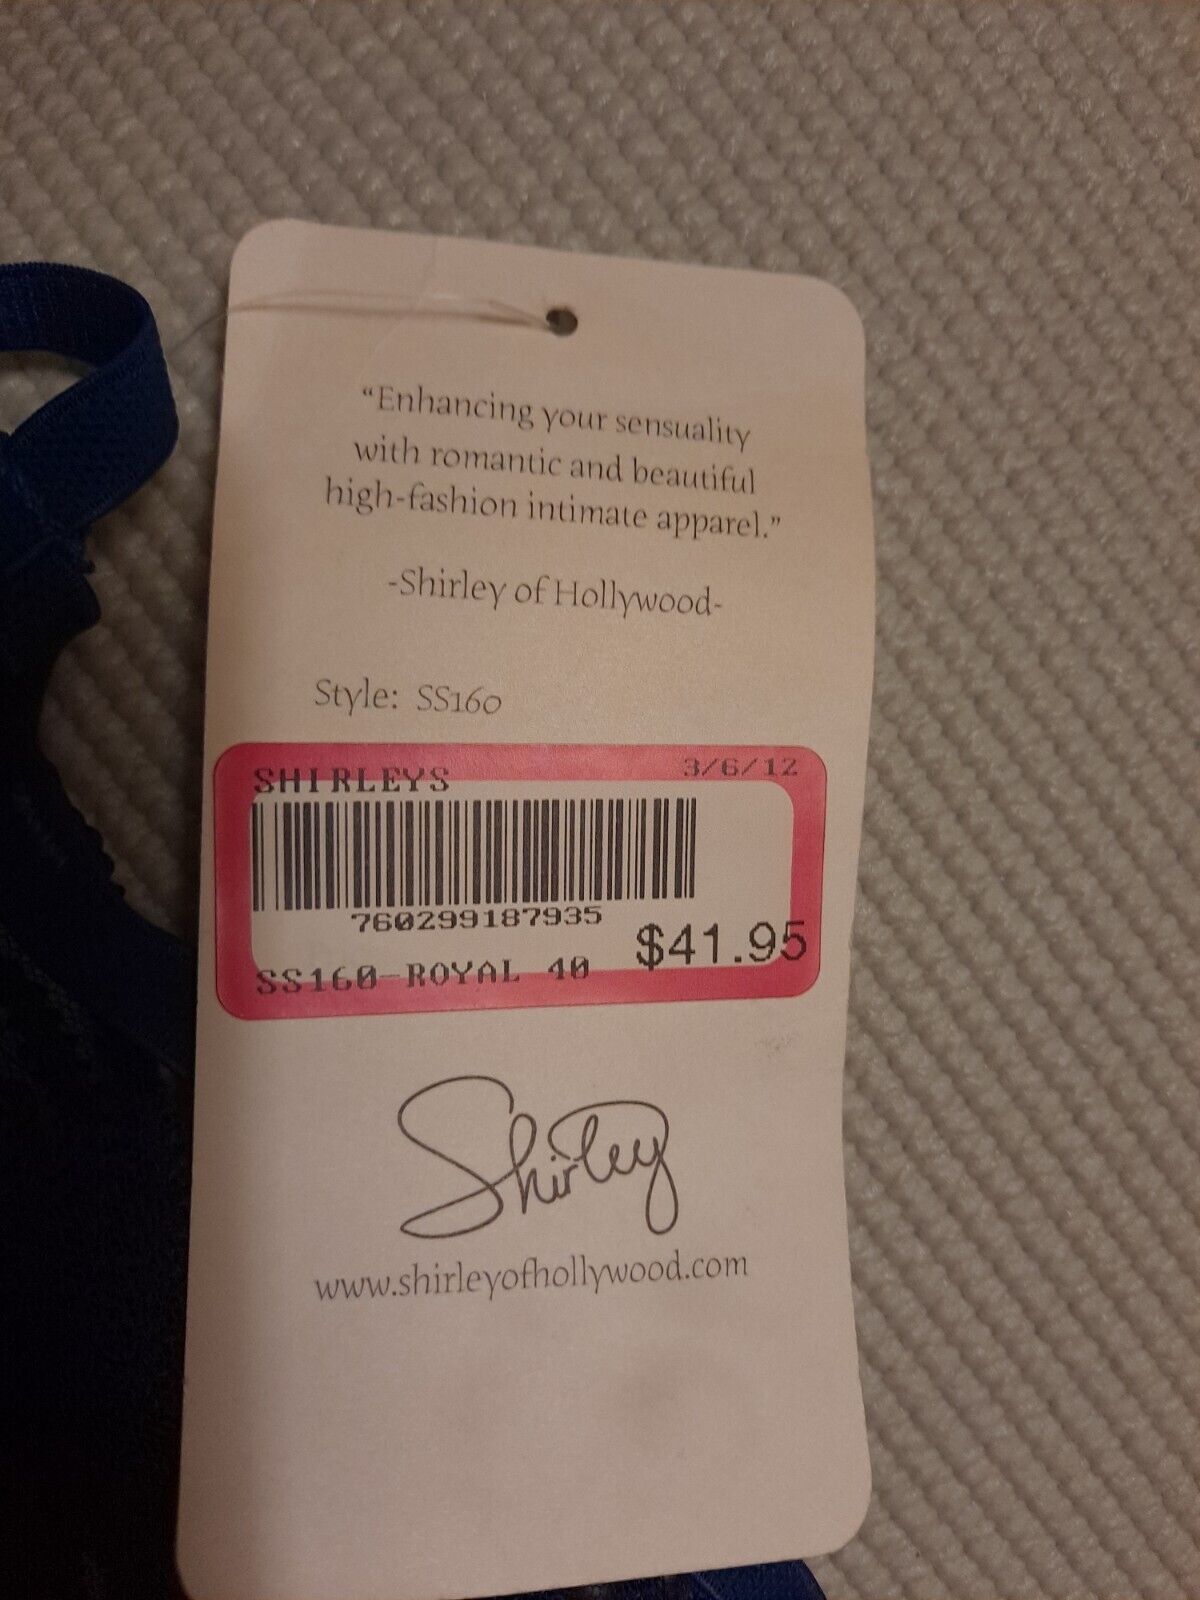 “Enhancing your sensuality
with romantic and beautiful
high-fashion intimate apparel.”
-Shirley of Hollywood-
Style: SS160
SHIRLEYS 3/6/12
760299187935
$41.95
SS160-ROYAL 40
Shirley
www.shirleyofhollywood.com